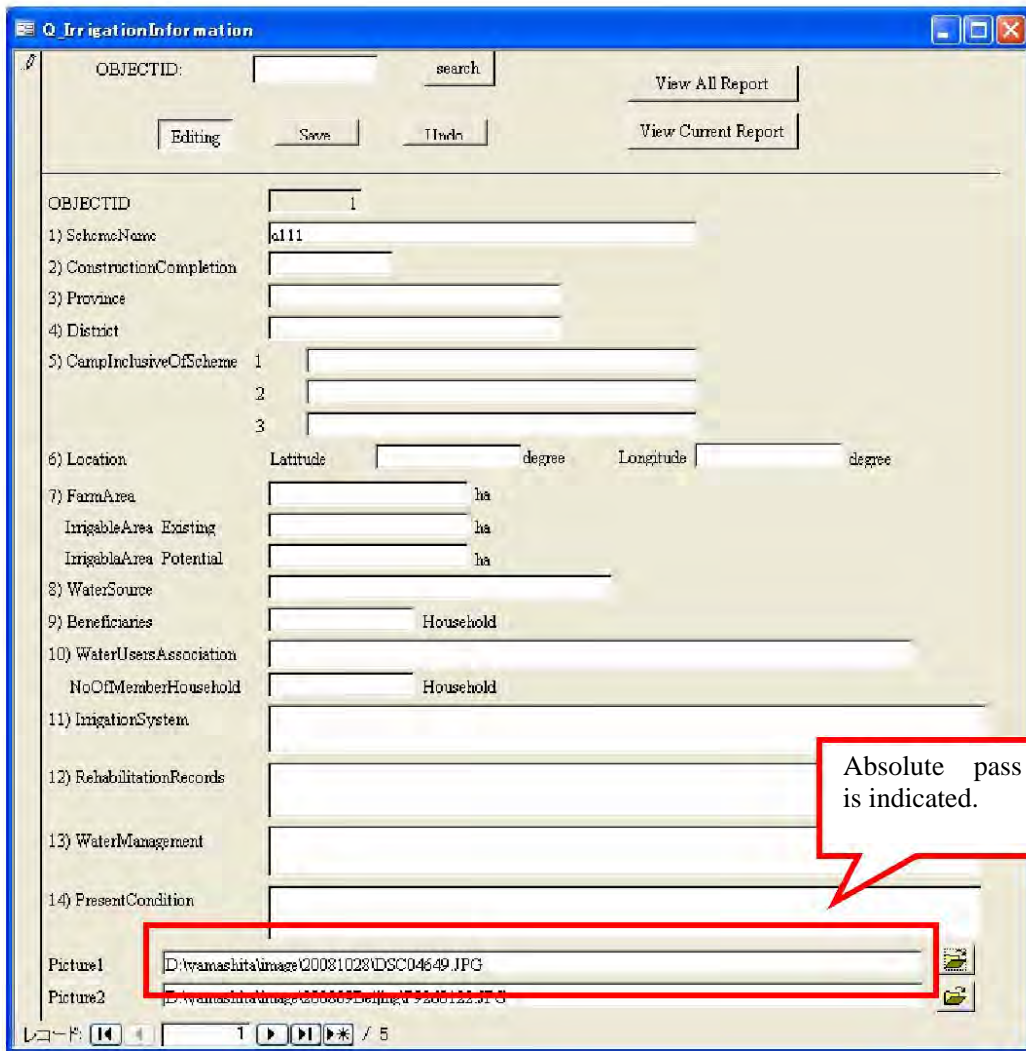 Q_IrrigationInformation
OBJECTID: search View All Report
Editing Save Undo View Current Report
OBJECTID 1
1) SchemeName a111
2) ConstructionCompletion
3) Province
4) District
5) CampInclusiveOfScheme 1
2
3
6) Location Latitude degree Longitude degree
7) FarmArea ha
IrrigableArea Existing ha
IrrigablaArea Potential ha
8) WaterSource
9) Beneficiaries Household
10) WaterUsersAssociation
NoOfMemberHousehold Household
11) IrrigationSystem
12) RehabilitationRecords
Absolute pass
is indicated.
13) WaterManagement
14) PresentCondition
Picture1 D:\yamashita\image\20081028\DSC04649.JPG
Picture2
レコード: 1 / 5